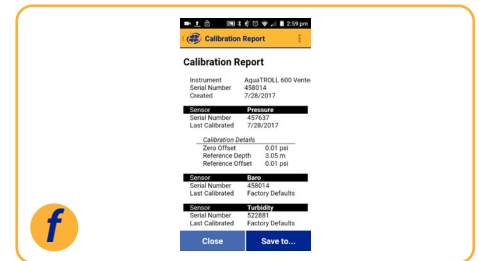 2:59 pm
Calibration Report
Calibration Report
Instrument AquaTROLL 600 Vente
Serial Number 458014
Created 7/28/2017
Sensor Pressure
Serial Number 457637
Last Calibrated 7/28/2017
Calibration Details
Zero Offset 0.01 psi
Reference Depth 3.05 m
Reference Offset 0.01 psi
Sensor Baro
Serial Number 458014
Last Calibrated Factory Defaults
Sensor Turbidity
Serial Number 522881
Last Calibrated Factory Defaults
Close Save to...
f